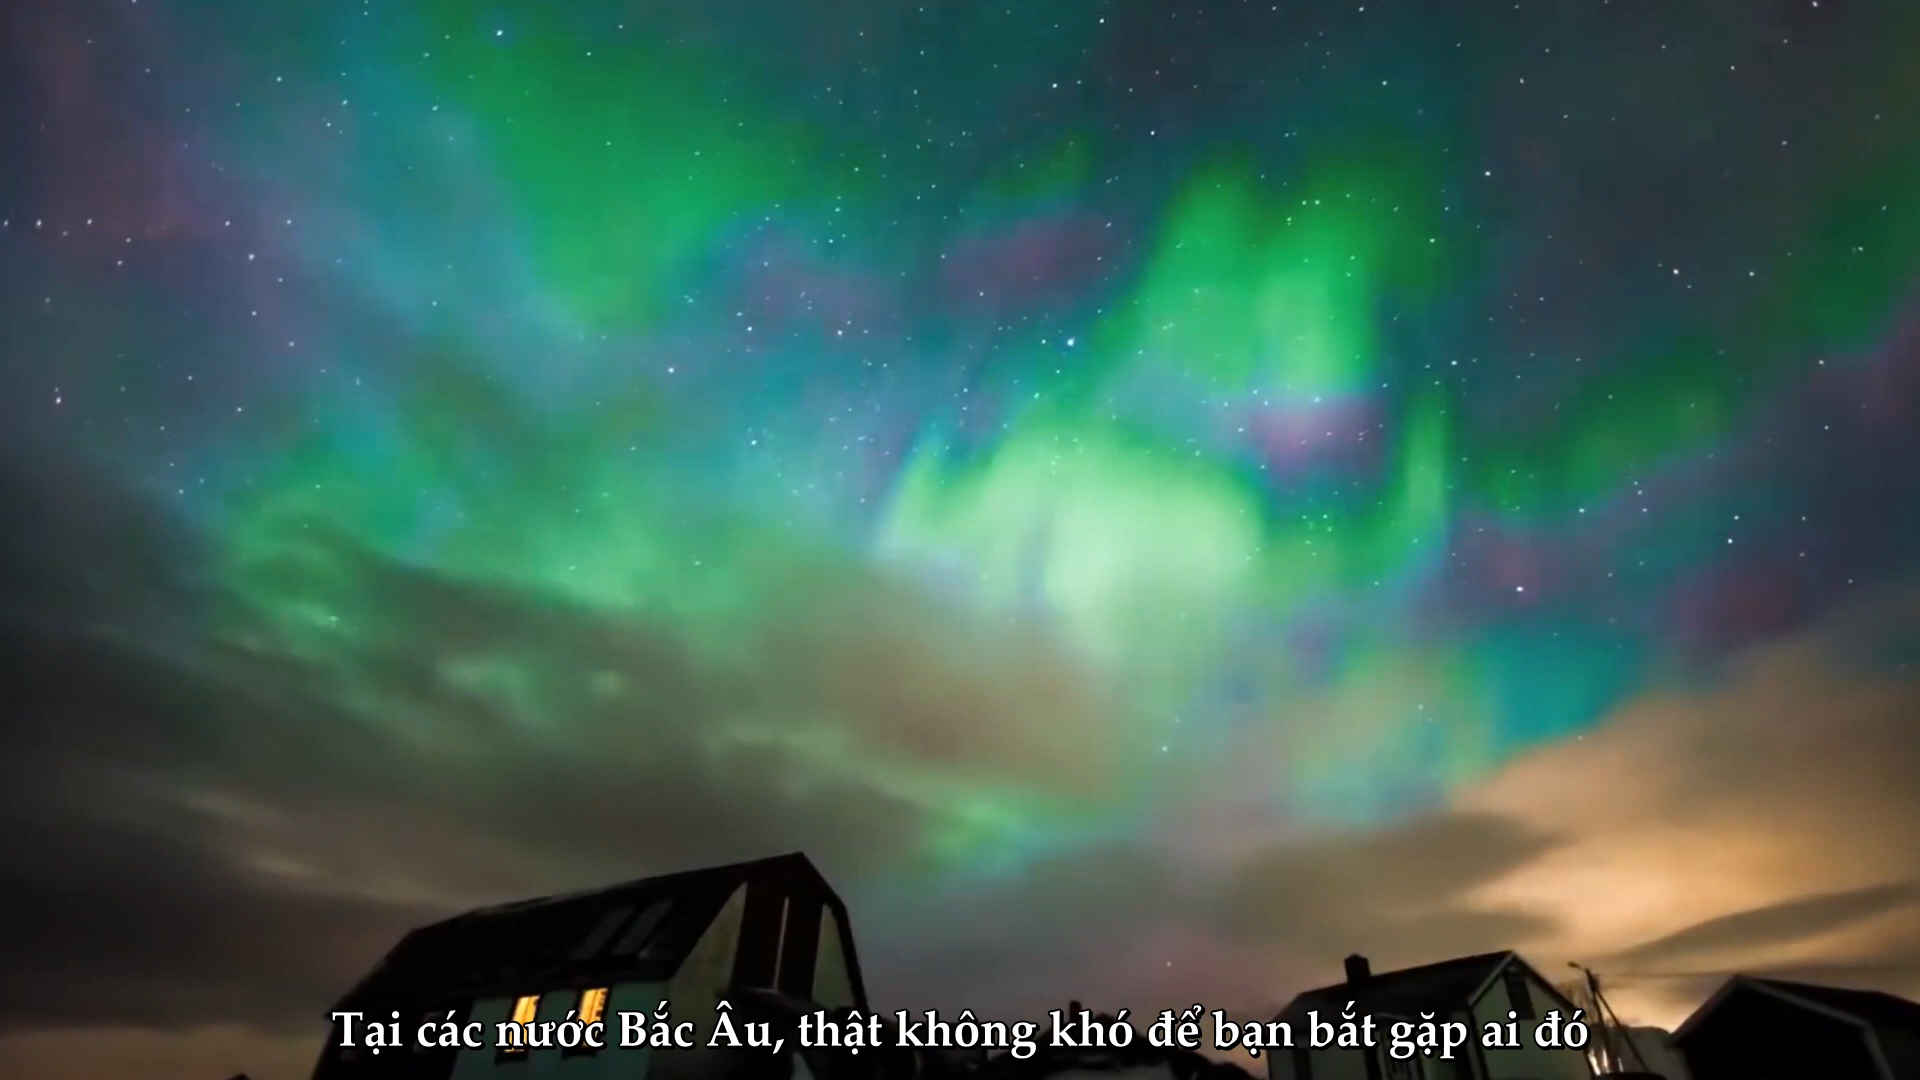 Tại các nước Bắc Âu, thật không khó để bạn bắt gặp ai đó